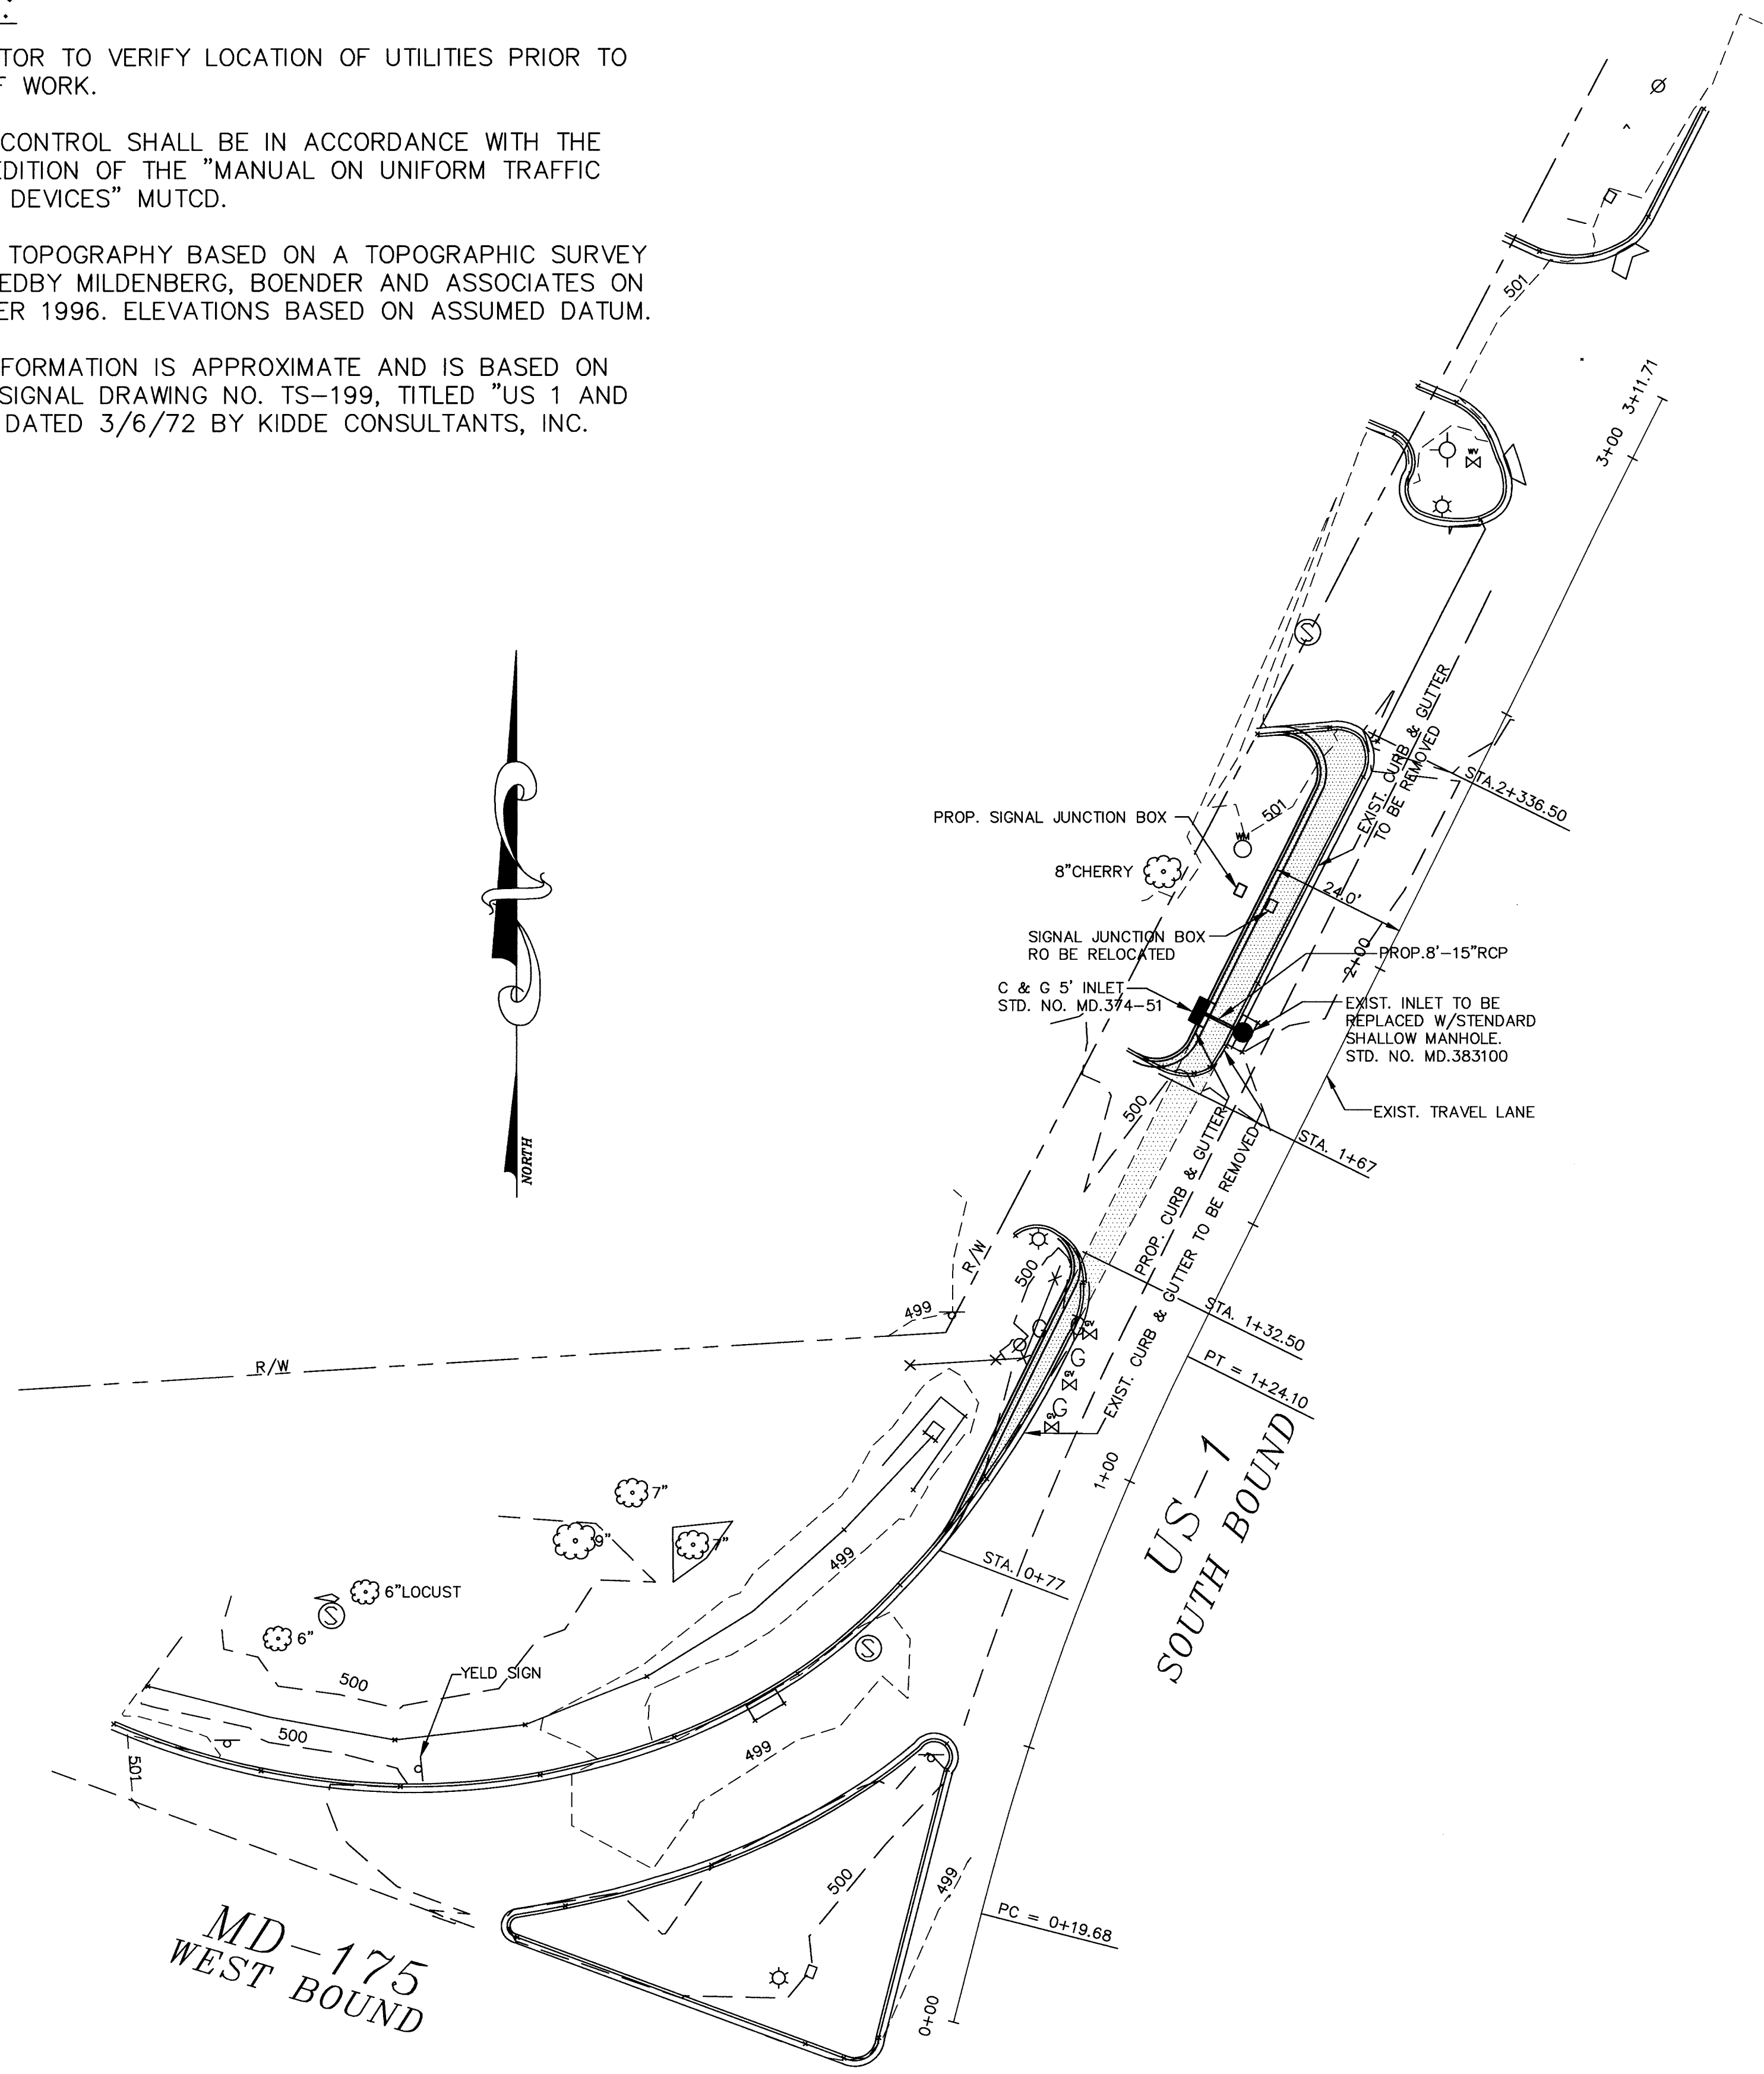 TOR TO VERIFY LOCATION OF UTILITIES PRIOR TO
F WORK.
CONTROL SHALL BE IN ACCORDANCE WITH THE
EDITION OF THE "MANUAL ON UNIFORM TRAFFIC
DEVICES" MUTCD.
TOPOGRAPHY BASED ON A TOPOGRAPHIC SURVEY
EDBY MILDENBERG, BOENDER AND ASSOCIATES ON
ER 1996. ELEVATIONS BASED ON ASSUMED DATUM.
FORMATION IS APPROXIMATE AND IS BASED ON
SIGNAL DRAWING NO. TS-199, TITLED "US 1 AND
DATED 3/6/72 BY KIDDE CONSULTANTS, INC.
501
3+11.71
3+00
WV
S
EXIST. CURB & GUTTER
TO BE REMOVED
STA.2+336.50
PROP. SIGNAL JUNCTION BOX
501
WM
8"CHERRY
24.0'
SIGNAL JUNCTION BOX
RO BE RELOCATED
2+00
PROP.8'-15"RCP
C & G 5' INLET
STD. NO. MD.374-51
EXIST. INLET TO BE
REPLACED W/STENDARD
SHALLOW MANHOLE.
STD. NO. MD.383100
500
EXIST. TRAVEL LANE
STA. 1+67
NORTH
PROP. CURB & GUTTER
EXIST. CURB & GUTTER TO BE REMOVED
R/W
500
499
STA. 1+32.50
G
GV
G
GV
G
GV
R/W
PT = 1+24.10
1+00
US-1
SOUTH BOUND
7"
9"
7"
499
STA. 0+77
6"LOCUST
S
6"
S
500
YELD SIGN
500
501
499
500
499
PC = 0+19.68
MD-175
WEST BOUND
0+00